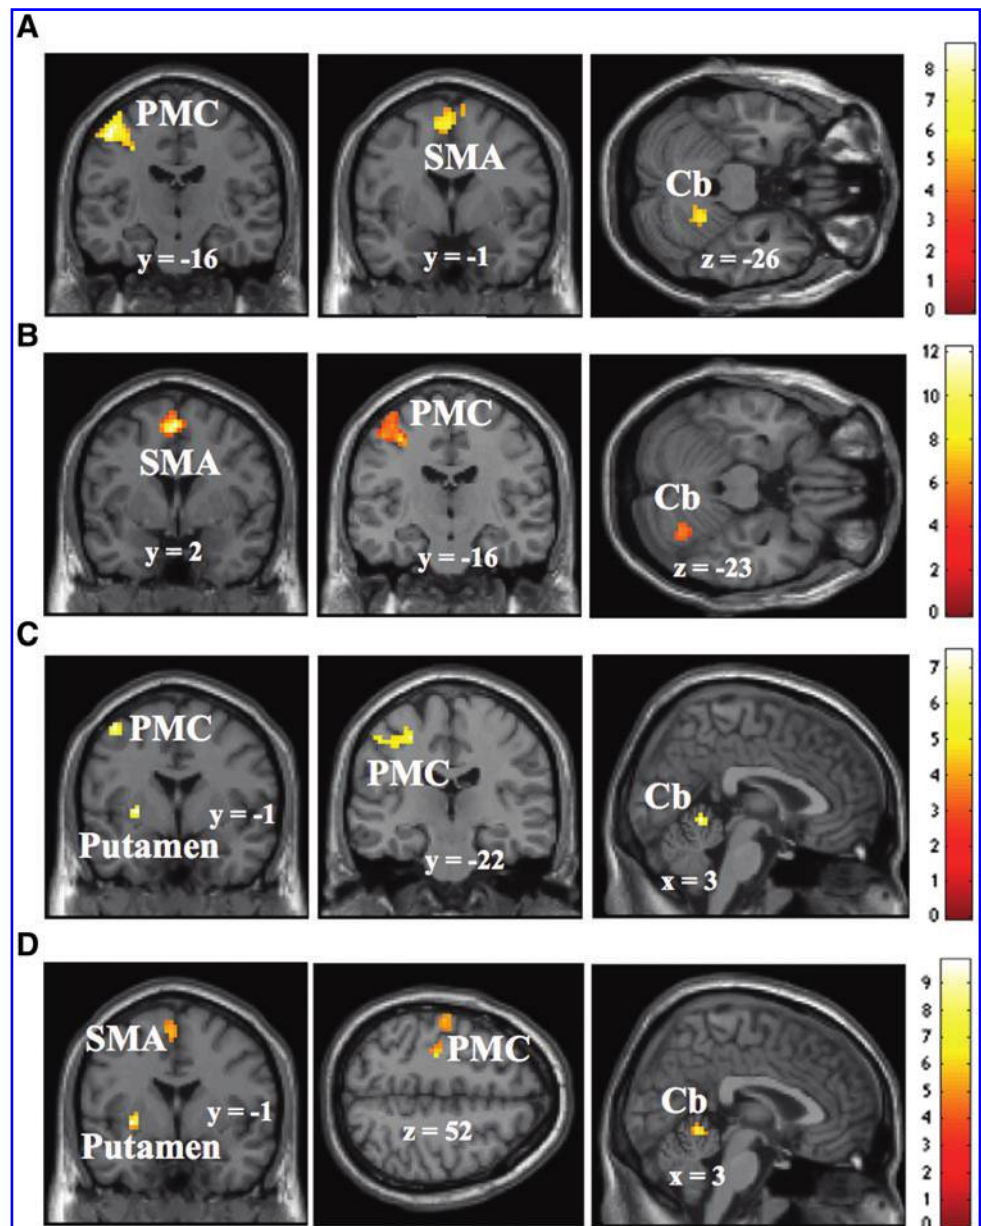 A
PMC
y = -16
SMA
y = -1
Cb
z = -26
8
7
6
5
4
3
2
1
0
B
SMA
y = 2
PMC
y = -16
Cb
z = -23
12
10
8
6
4
2
0
C
PMC
Putamen
y = -1
PMC
y = -22
Cb
x = 3
7
6
5
4
3
2
1
0
D
SMA
Putamen
y = -1
PMC
z = 52
Cb
x = 3
9
8
7
6
5
4
3
2
1
0